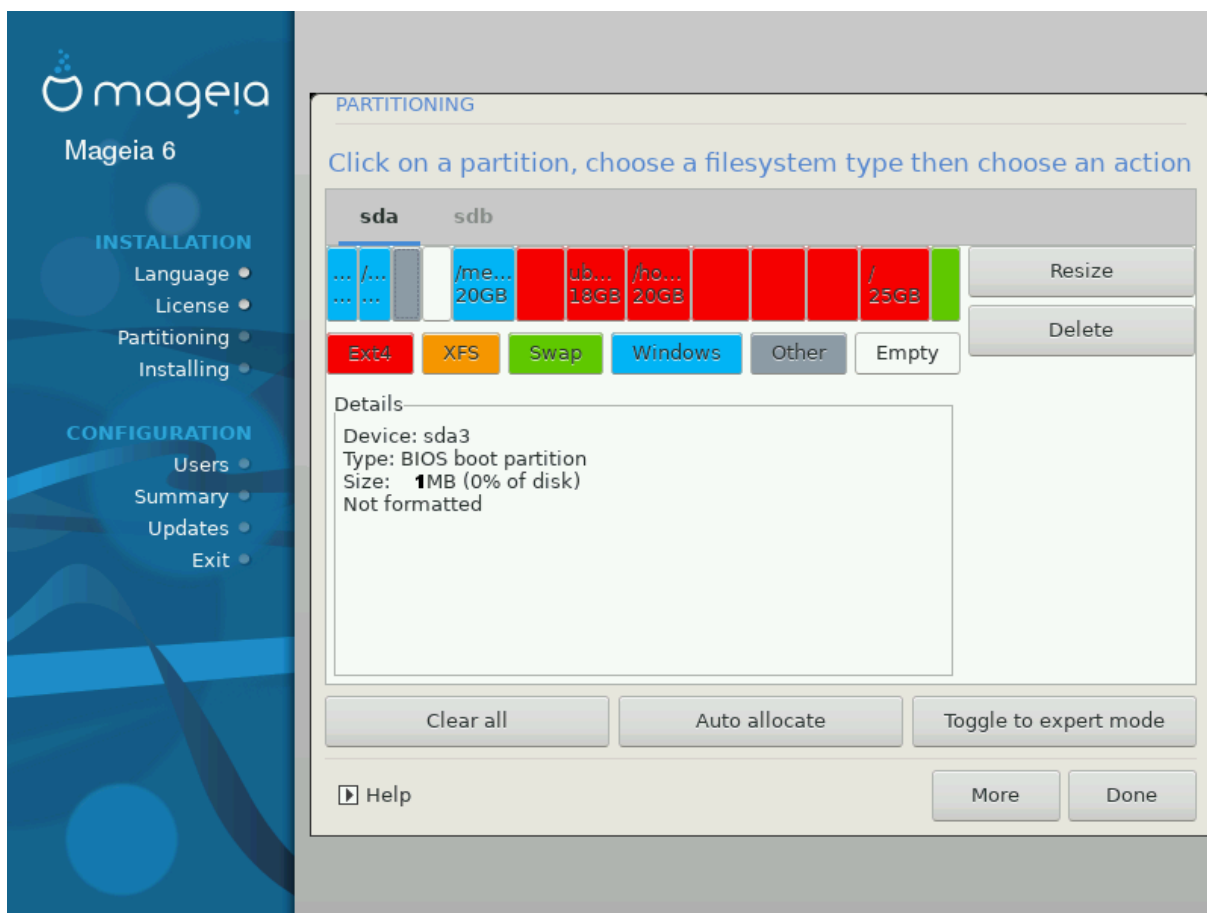 mageia
Mageia 6
INSTALLATION
Language
License
Partitioning
Installing
CONFIGURATION
Users
Summary
Updates
Exit
PARTITIONING
Click on a partition, choose a filesystem type then choose an action
sda sdb
... /... /me... ub... /ho... /
... ... 20GB 18GB 20GB 25GB
Resize
Delete
Ext4 XFS Swap Windows Other Empty
Details
Device: sda3
Type: BIOS boot partition
Size: 1MB (0% of disk)
Not formatted
Clear all Auto allocate Toggle to expert mode
Help More Done